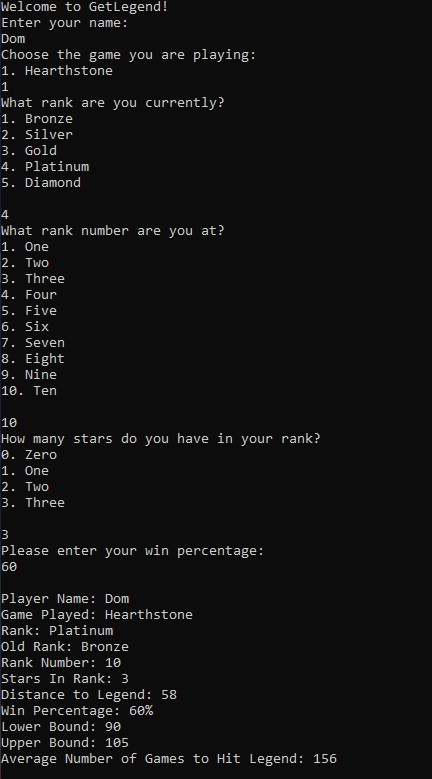 Welcome to GetLegend!
Enter your name:
Dom
Choose the game you are playing:
1. Hearthstone
1
What rank are you currently?
1. Bronze
2. Silver
3. Gold
4. Platinum
5. Diamond
4
What rank number are you at?
1. One
2. Two
3. Three
4. Four
5. Five
6. Six
7. Seven
8. Eight
9. Nine
10. Ten
10
How many stars do you have in your rank?
0. Zero
1. One
2. Two
3. Three
3
Please enter your win percentage:
60
Player Name: Dom
Game Played: Hearthstone
Rank: Platinum
Old Rank: Bronze
Rank Number: 10
Stars In Rank: 3
Distance to Legend: 58
Win Percentage: 60%
Lower Bound: 90
Upper Bound: 105
Average Number of Games to Hit Legend: 156